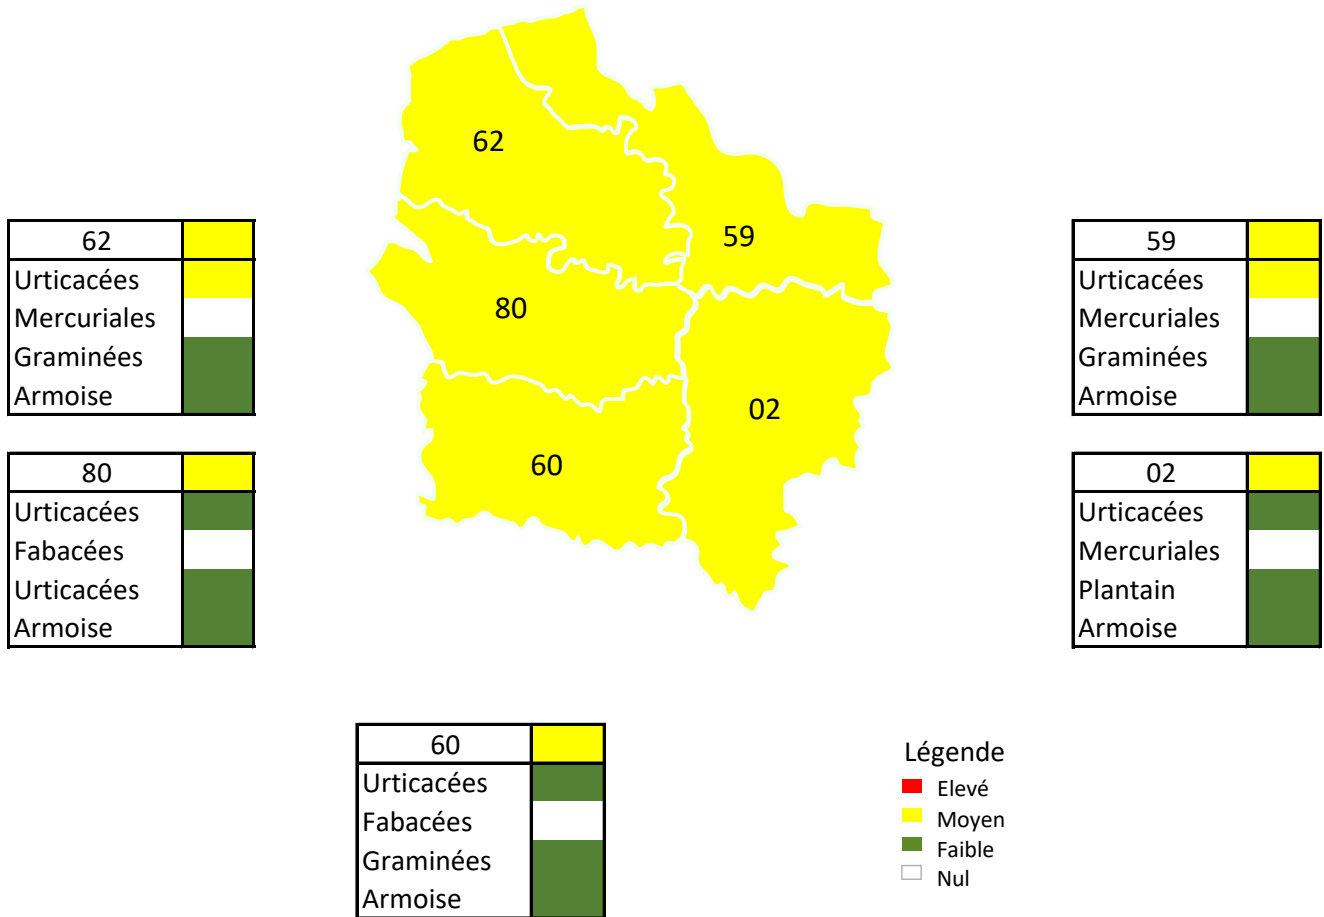 62
59
80
02
60
62
Urticacées
Mercuriales
Graminées
Armoise
59
Urticacées
Mercuriales
Graminées
Armoise
80
Urticacées
Fabacées
Urticacées
Armoise
02
Urticacées
Mercuriales
Plantain
Armoise
60
Urticacées
Fabacées
Graminées
Armoise
Légende
Elevé
Moyen
Faible
Nul